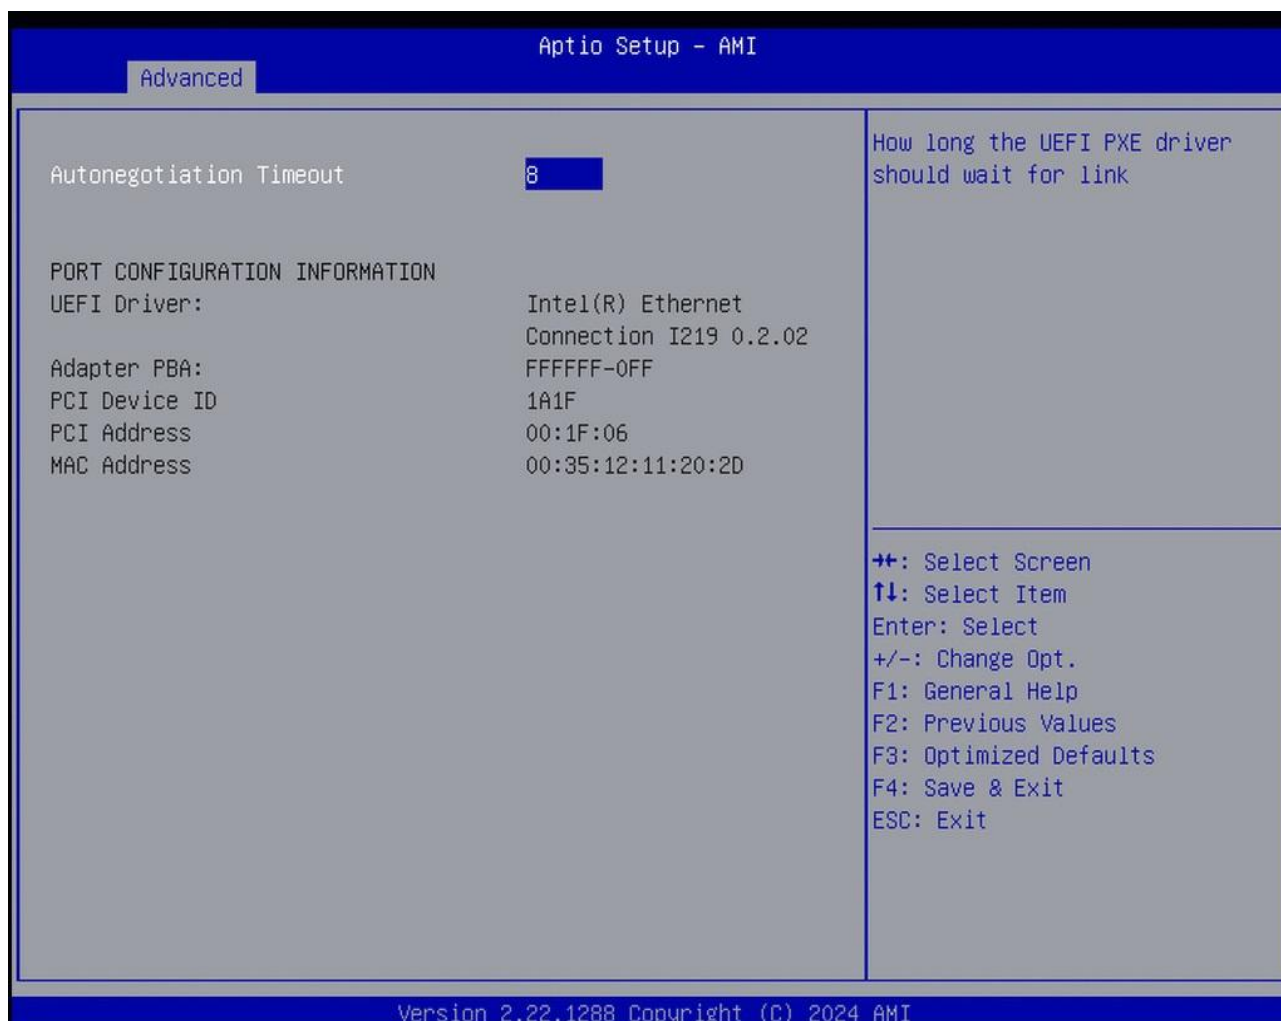 Aptio Setup – AMI
Advanced
Autonegotiation Timeout 8
PORT CONFIGURATION INFORMATION
UEFI Driver: Intel(R) Ethernet
Connection I219 0.2.02
Adapter PBA: FFFFFF-0FF
PCI Device ID 1A1F
PCI Address 00:1F:06
MAC Address 00:35:12:11:20:2D
How long the UEFI PXE driver
should wait for link
→←: Select Screen
↑↓: Select Item
Enter: Select
+/-: Change Opt.
F1: General Help
F2: Previous Values
F3: Optimized Defaults
F4: Save & Exit
ESC: Exit
Version 2.22.1288 Copyright (C) 2024 AMI